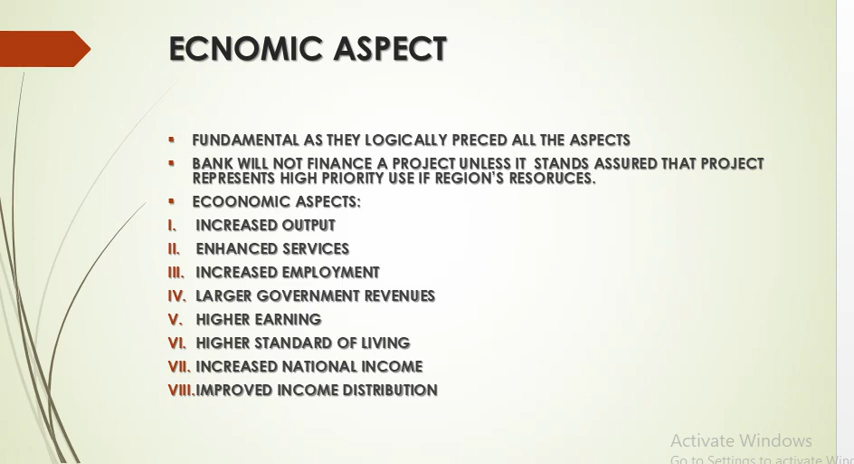 ECNOMIC ASPECT
▪ FUNDAMENTAL AS THEY LOGICALLY PRECED ALL THE ASPECTS
▪ BANK WILL NOT FINANCE A PROJECT UNLESS IT STANDS ASSURED THAT PROJECT
REPRESENTS HIGH PRIORITY USE IF REGION'S RESORUCES.
▪ ECOONOMIC ASPECTS:
I. INCREASED OUTPUT
II. ENHANCED SERVICES
III. INCREASED EMPLOYMENT
IV. LARGER GOVERNMENT REVENUES
V. HIGHER EARNING
VI. HIGHER STANDARD OF LIVING
VII. INCREASED NATIONAL INCOME
VIII.IMPROVED INCOME DISTRIBUTION
Activate Windows
Go to Settings to activate Wind